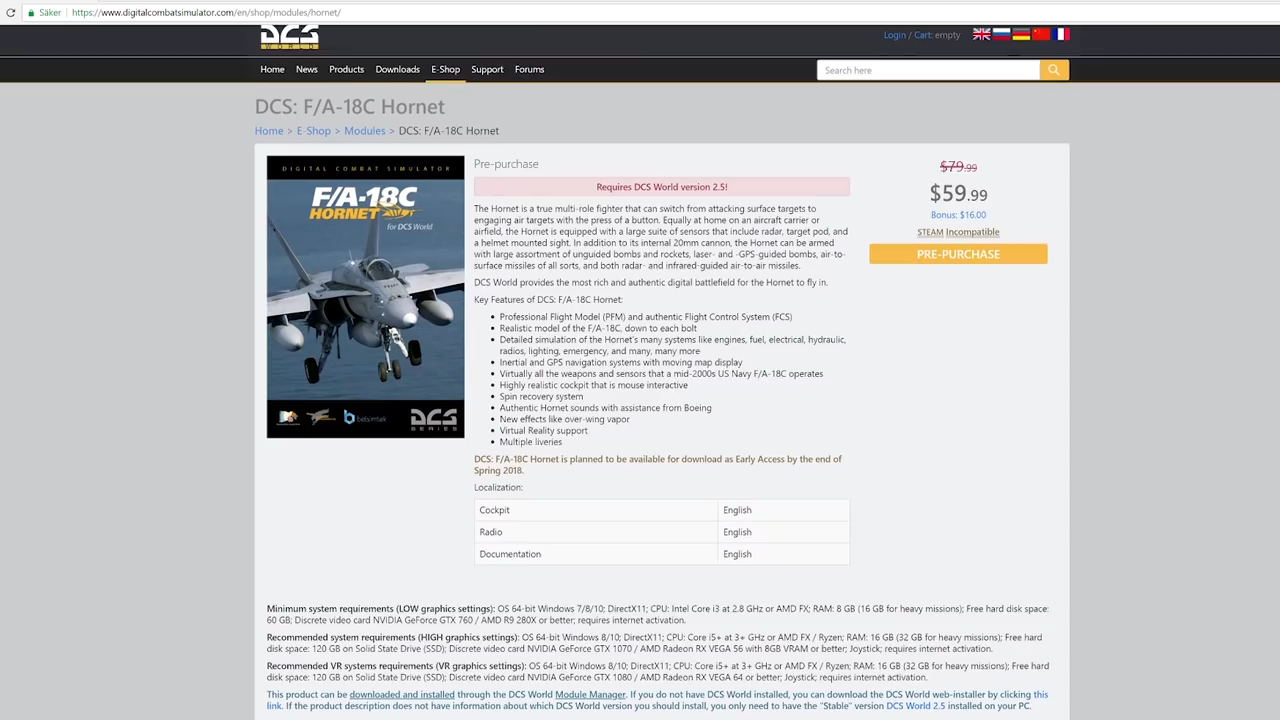 Säker
https://www.digitalcombatsimulator.com/en/shop/modules/hornet/
DCS
WORLD
Login / Cart: empty
Home News Products Downloads E-Shop Support Forums
Search here
DCS: F/A-18C Hornet
Home > E-Shop > Modules > DCS: F/A-18C Hornet
DIGITAL COMBAT SIMULATOR
F/A-18C
HORNET
for DCS World
belsimtek
DCS
SERIES
Pre-purchase
Requires DCS World version 2.5!
The Hornet is a true multi-role fighter that can switch from attacking surface targets to
engaging air targets with the press of a button. Equally at home on an aircraft carrier or
airfield, the Hornet is equipped with a large suite of sensors that include radar, target pod, and
a helmet mounted sight. In addition to its internal 20mm cannon, the Hornet can be armed
with large assortment of unguided bombs and rockets, laser- and -GPS-guided bombs, air-to-
surface missiles of all sorts, and both radar- and infrared-guided air-to-air missiles.
DCS World provides the most rich and authentic digital battlefield for the Hornet to fly in.
Key Features of DCS: F/A-18C Hornet:
• Professional Flight Model (PFM) and authentic Flight Control System (FCS)
• Realistic model of the F/A-18C, down to each bolt
• Detailed simulation of the Hornet's many systems like engines, fuel, electrical, hydraulic,
radios, lighting, emergency, and many, many more
• Inertial and GPS navigation systems with moving map display
• Virtually all the weapons and sensors that a mid-2000s US Navy F/A-18C operates
• Highly realistic cockpit that is mouse interactive
• Spin recovery system
• Authentic Hornet sounds with assistance from Boeing
• New effects like over-wing vapor
• Virtual Reality support
• Multiple liveries
DCS: F/A-18C Hornet is planned to be available for download as Early Access by the end of
Spring 2018.
Localization:
Cockpit English
Radio English
Documentation English
$79.99
$59.99
Bonus: $16.00
STEAM Incompatible
PRE-PURCHASE
Minimum system requirements (LOW graphics settings): OS 64-bit Windows 7/8/10; DirectX11; CPU: Intel Core i3 at 2.8 GHz or AMD FX; RAM: 8 GB (16 GB for heavy missions); Free hard disk space:
60 GB; Discrete video card NVIDIA GeForce GTX 760 / AMD R9 280X or better; requires internet activation.
Recommended system requirements (HIGH graphics settings): OS 64-bit Windows 8/10; DirectX11; CPU: Core i5+ at 3+ GHz or AMD FX / Ryzen; RAM: 16 GB (32 GB for heavy missions); Free hard
disk space: 120 GB on Solid State Drive (SSD); Discrete video card NVIDIA GeForce GTX 1070 / AMD Radeon RX VEGA 56 with 8GB VRAM or better; Joystick; requires internet activation.
Recommended VR systems requirements (VR graphics settings): OS 64-bit Windows 8/10; DirectX11; CPU: Core i5+ at 3+ GHz or AMD FX / Ryzen; RAM: 16 GB (32 GB for heavy missions); Free hard
disk space: 120 GB on Solid State Drive (SSD); Discrete video card NVIDIA GeForce GTX 1080 / AMD Radeon RX VEGA 64 or better; Joystick; requires internet activation.
This product can be downloaded and installed through the DCS World Module Manager. If you do not have DCS World installed, you can download the DCS World web-installer by clicking this
link. If the product description does not have information about which DCS World version you should install, you only need to have the "Stable" version DCS World 2.5 installed on your PC.